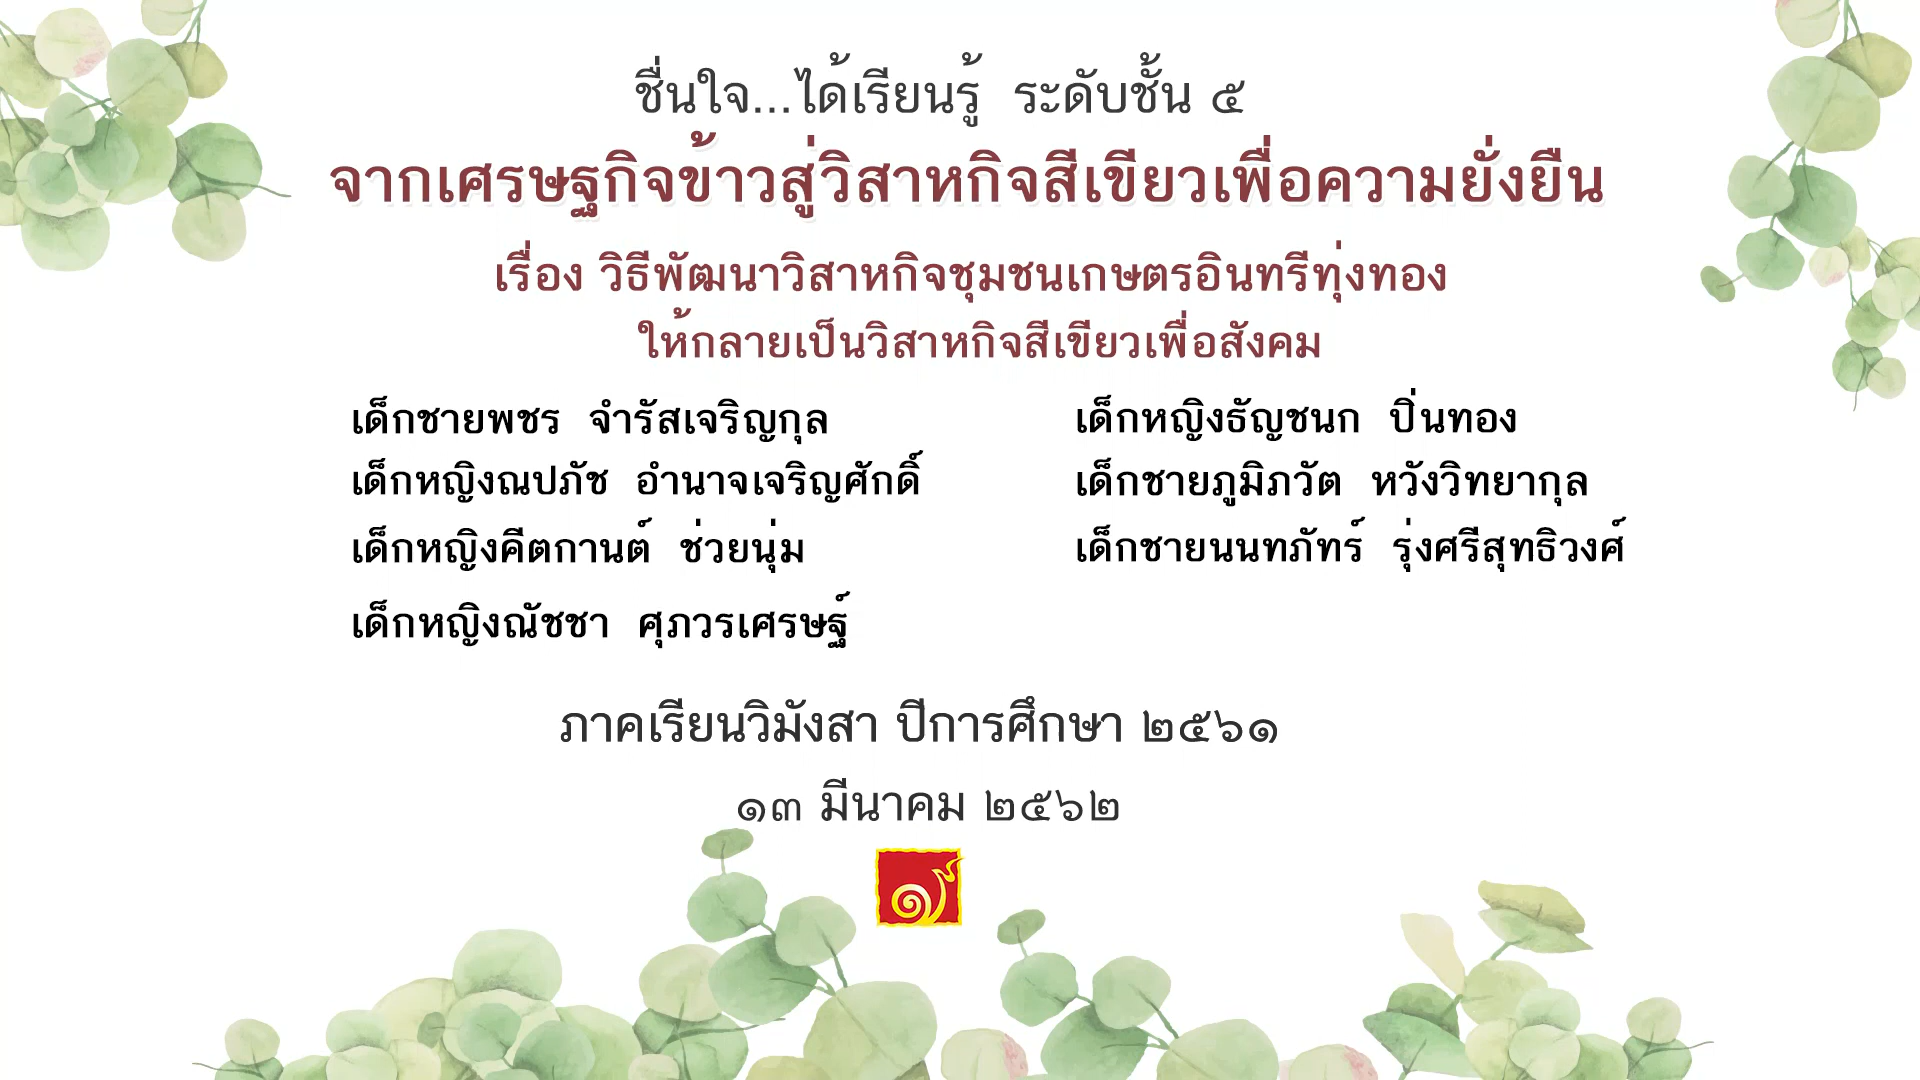 ชื่นใจ...ได้เรียนรู้ ระดับชั้น ๕
จากเศรษฐกิจข้าวสู่วิสาหกิจสีเขียวเพื่อความยั่งยืน
เรื่อง วิธีพัฒนาวิสาหกิจชุมชนเกษตรอินทรีทุ่งทอง
ให้กลายเป็นวิสาหกิจสีเขียวเพื่อสังคม
เด็กชายพชร จำรัสเจริญกุล
เด็กหญิงณปภัช อำนาจเจริญศักดิ์
เด็กหญิงคีตกานต์ ช่วยนุ่ม
เด็กหญิงณัชชา ศุภวรเศรษฐ์
เด็กหญิงธัญชนก ปิ่นทอง
เด็กชายภูมิภวัต หวังวิทยากุล
เด็กชายนนทภัทร์ รุ่งศรีสุทธิวงศ์
ภาคเรียนวิมังสา ปีการศึกษา ๒๕๖๑
๑๓ มีนาคม ๒๕๖๒